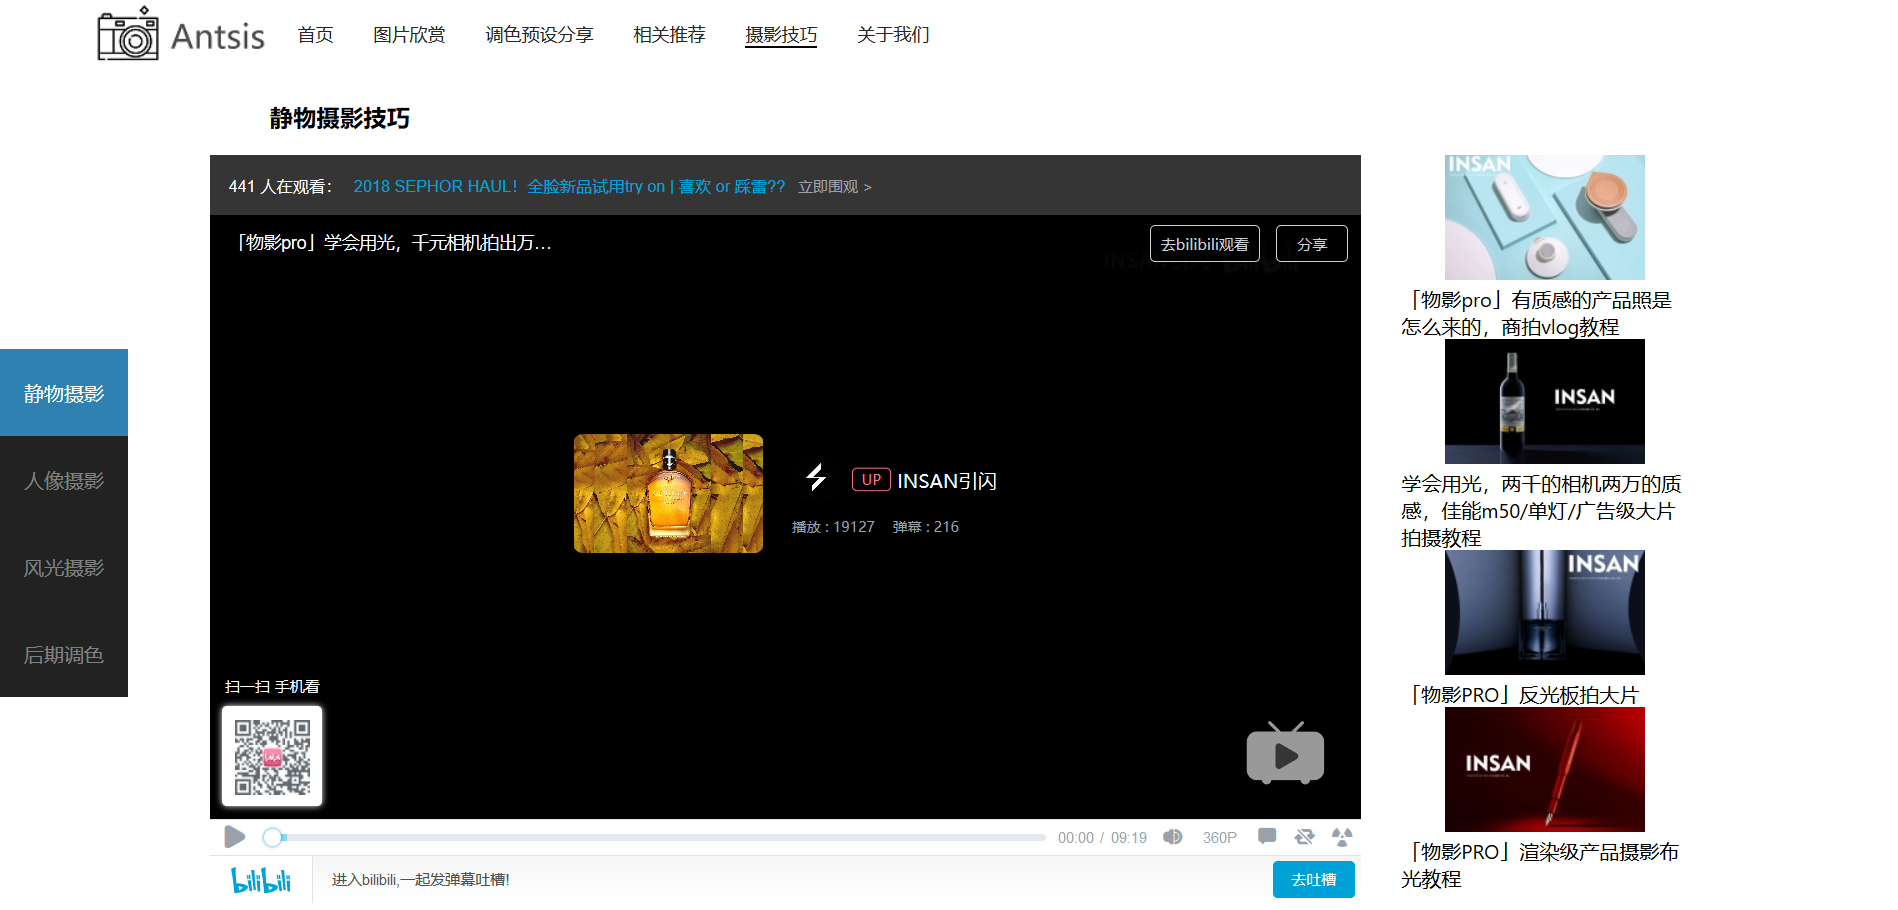 Antsis 首页 图片欣赏 调色预设分享 相关推荐 摄影技巧 关于我们
静物摄影技巧
441 人在观看： 2018 SEPHOR HAUL！全脸新品试用try on | 喜欢 or 踩雷?? 立即围观 >
「物影pro」学会用光，千元相机拍出万...
去bilibili观看 分享
静物摄影
人像摄影
风光摄影
后期调色
UP INSAN引闪
播放 : 19127 弹幕 : 216
扫一扫 手机看
00:00 / 09:19 360P
bilibili 进入bilibili,一起发弹幕吐槽! 去吐槽
INSAN
「物影pro」有质感的产品照是
怎么来的，商拍vlog教程
INSAN
学会用光，两千的相机两万的质
感，佳能m50/单灯/广告级大片
拍摄教程
INSAN
「物影PRO」反光板拍大片
INSAN
「物影PRO」渲染级产品摄影布
光教程